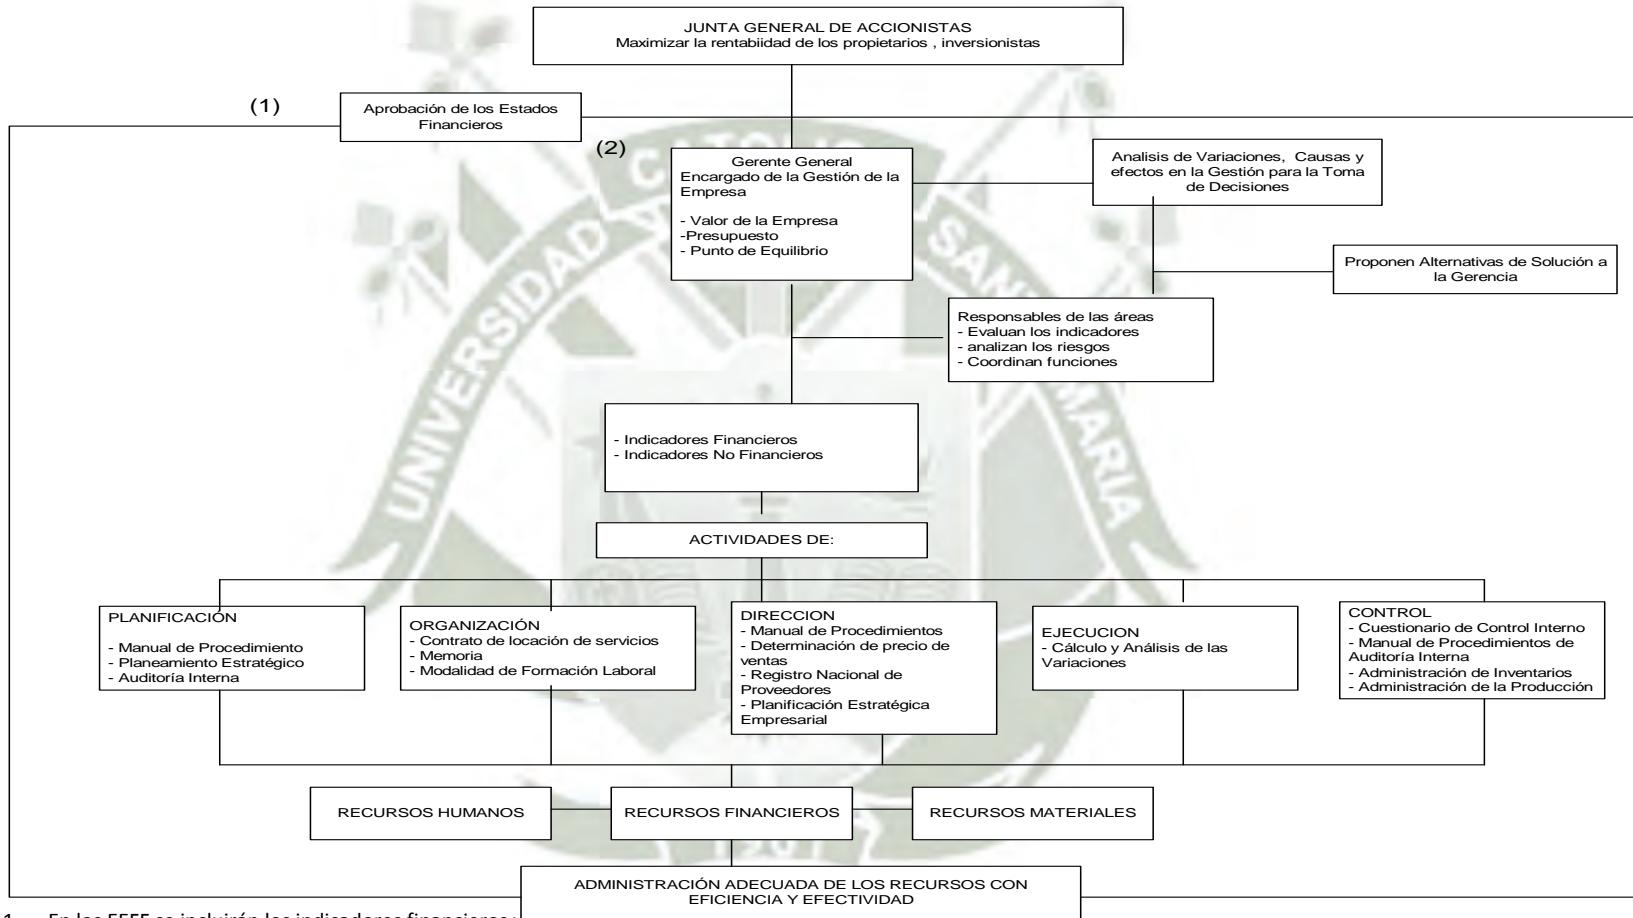 JUNTA GENERAL DE ACCIONISTAS
Maximizar la rentabiidad de los propietarios , inversionistas
(1)
Aprobación de los Estados
Financieros
(2)
Gerente General
Encargado de la Gestión de la
Empresa
- Valor de la Empresa
-Presupuesto
- Punto de Equilibrio
Analisis de Variaciones, Causas y
efectos en la Gestión para la Toma
de Decisiones
Proponen Alternativas de Solución a
la Gerencia
Responsables de las áreas
- Evaluan los indicadores
- analizan los riesgos
- Coordinan funciones
- Indicadores Financieros
- Indicadores No Financieros
ACTIVIDADES DE:
PLANIFICACIÓN
- Manual de Procedimiento
- Planeamiento Estratégico
- Auditoría Interna
ORGANIZACIÓN
- Contrato de locación de servicios
- Memoria
- Modalidad de Formación Laboral
DIRECCION
- Manual de Procedimientos
- Determinación de precio de
ventas
- Registro Nacional de
Proveedores
- Planificación Estratégica
Empresarial
EJECUCION
- Cálculo y Análisis de las
Variaciones
CONTROL
- Cuestionario de Control Interno
- Manual de Procedimientos de
Auditoría Interna
- Administración de Inventarios
- Administración de la Producción
RECURSOS HUMANOS
RECURSOS FINANCIEROS
RECURSOS MATERIALES
ADMINISTRACIÓN ADECUADA DE LOS RECURSOS CON
EFICIENCIA Y EFECTIVIDAD
UNIVERSIDAD
SANTA MARIA